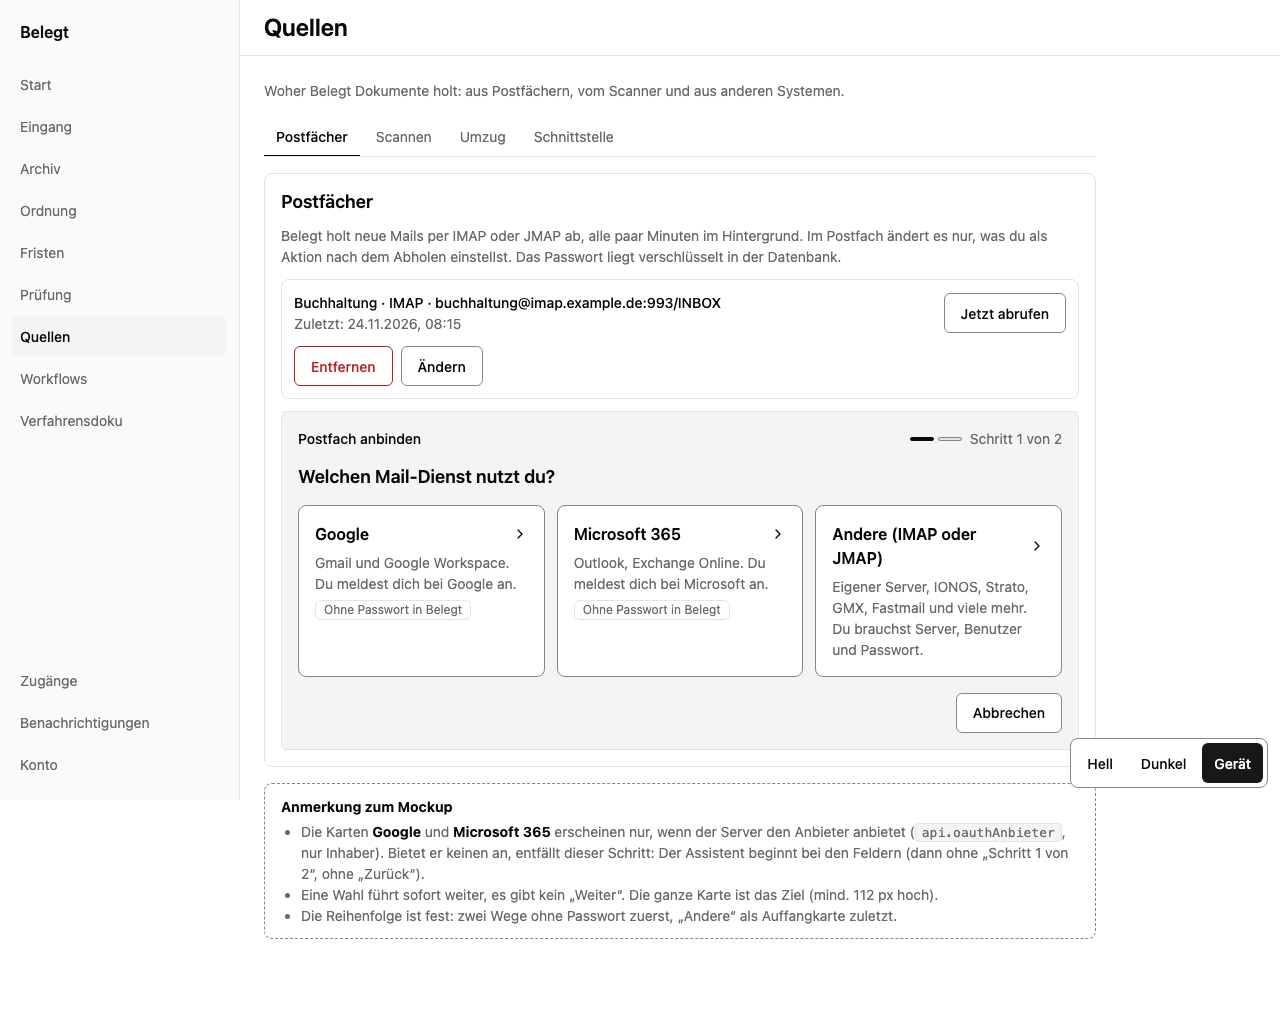 Belegt
Start
Eingang
Archiv
Ordnung
Fristen
Prüfung
Quellen
Workflows
Verfahrensdoku
Zugänge
Benachrichtigungen
Konto
Quellen
Woher Belegt Dokumente holt: aus Postfächern, vom Scanner und aus anderen Systemen.
Postfächer Scannen Umzug Schnittstelle
Postfächer
Belegt holt neue Mails per IMAP oder JMAP ab, alle paar Minuten im Hintergrund. Im Postfach ändert es nur, was du als
Aktion nach dem Abholen einstellst. Das Passwort liegt verschlüsselt in der Datenbank.
Buchhaltung · IMAP · buchhaltung@imap.example.de:993/INBOX
Zuletzt: 24.11.2026, 08:15
Jetzt abrufen
Entfernen Ändern
Postfach anbinden
Schritt 1 von 2
Welchen Mail-Dienst nutzt du?
Google
Gmail und Google Workspace.
Du meldest dich bei Google an.
Ohne Passwort in Belegt
Microsoft 365
Outlook, Exchange Online. Du
meldest dich bei Microsoft an.
Ohne Passwort in Belegt
Andere (IMAP oder
JMAP)
Eigener Server, IONOS, Strato,
GMX, Fastmail und viele mehr.
Du brauchst Server, Benutzer
und Passwort.
Abbrechen
Hell Dunkel Gerät
Anmerkung zum Mockup
• Die Karten Google und Microsoft 365 erscheinen nur, wenn der Server den Anbieter anbietet (api.oauthAnbieter,
nur Inhaber). Bietet er keinen an, entfällt dieser Schritt: Der Assistent beginnt bei den Feldern (dann ohne „Schritt 1 von
2“, ohne „Zurück“).
• Eine Wahl führt sofort weiter, es gibt kein „Weiter“. Die ganze Karte ist das Ziel (mind. 112 px hoch).
• Die Reihenfolge ist fest: zwei Wege ohne Passwort zuerst, „Andere“ als Auffangkarte zuletzt.